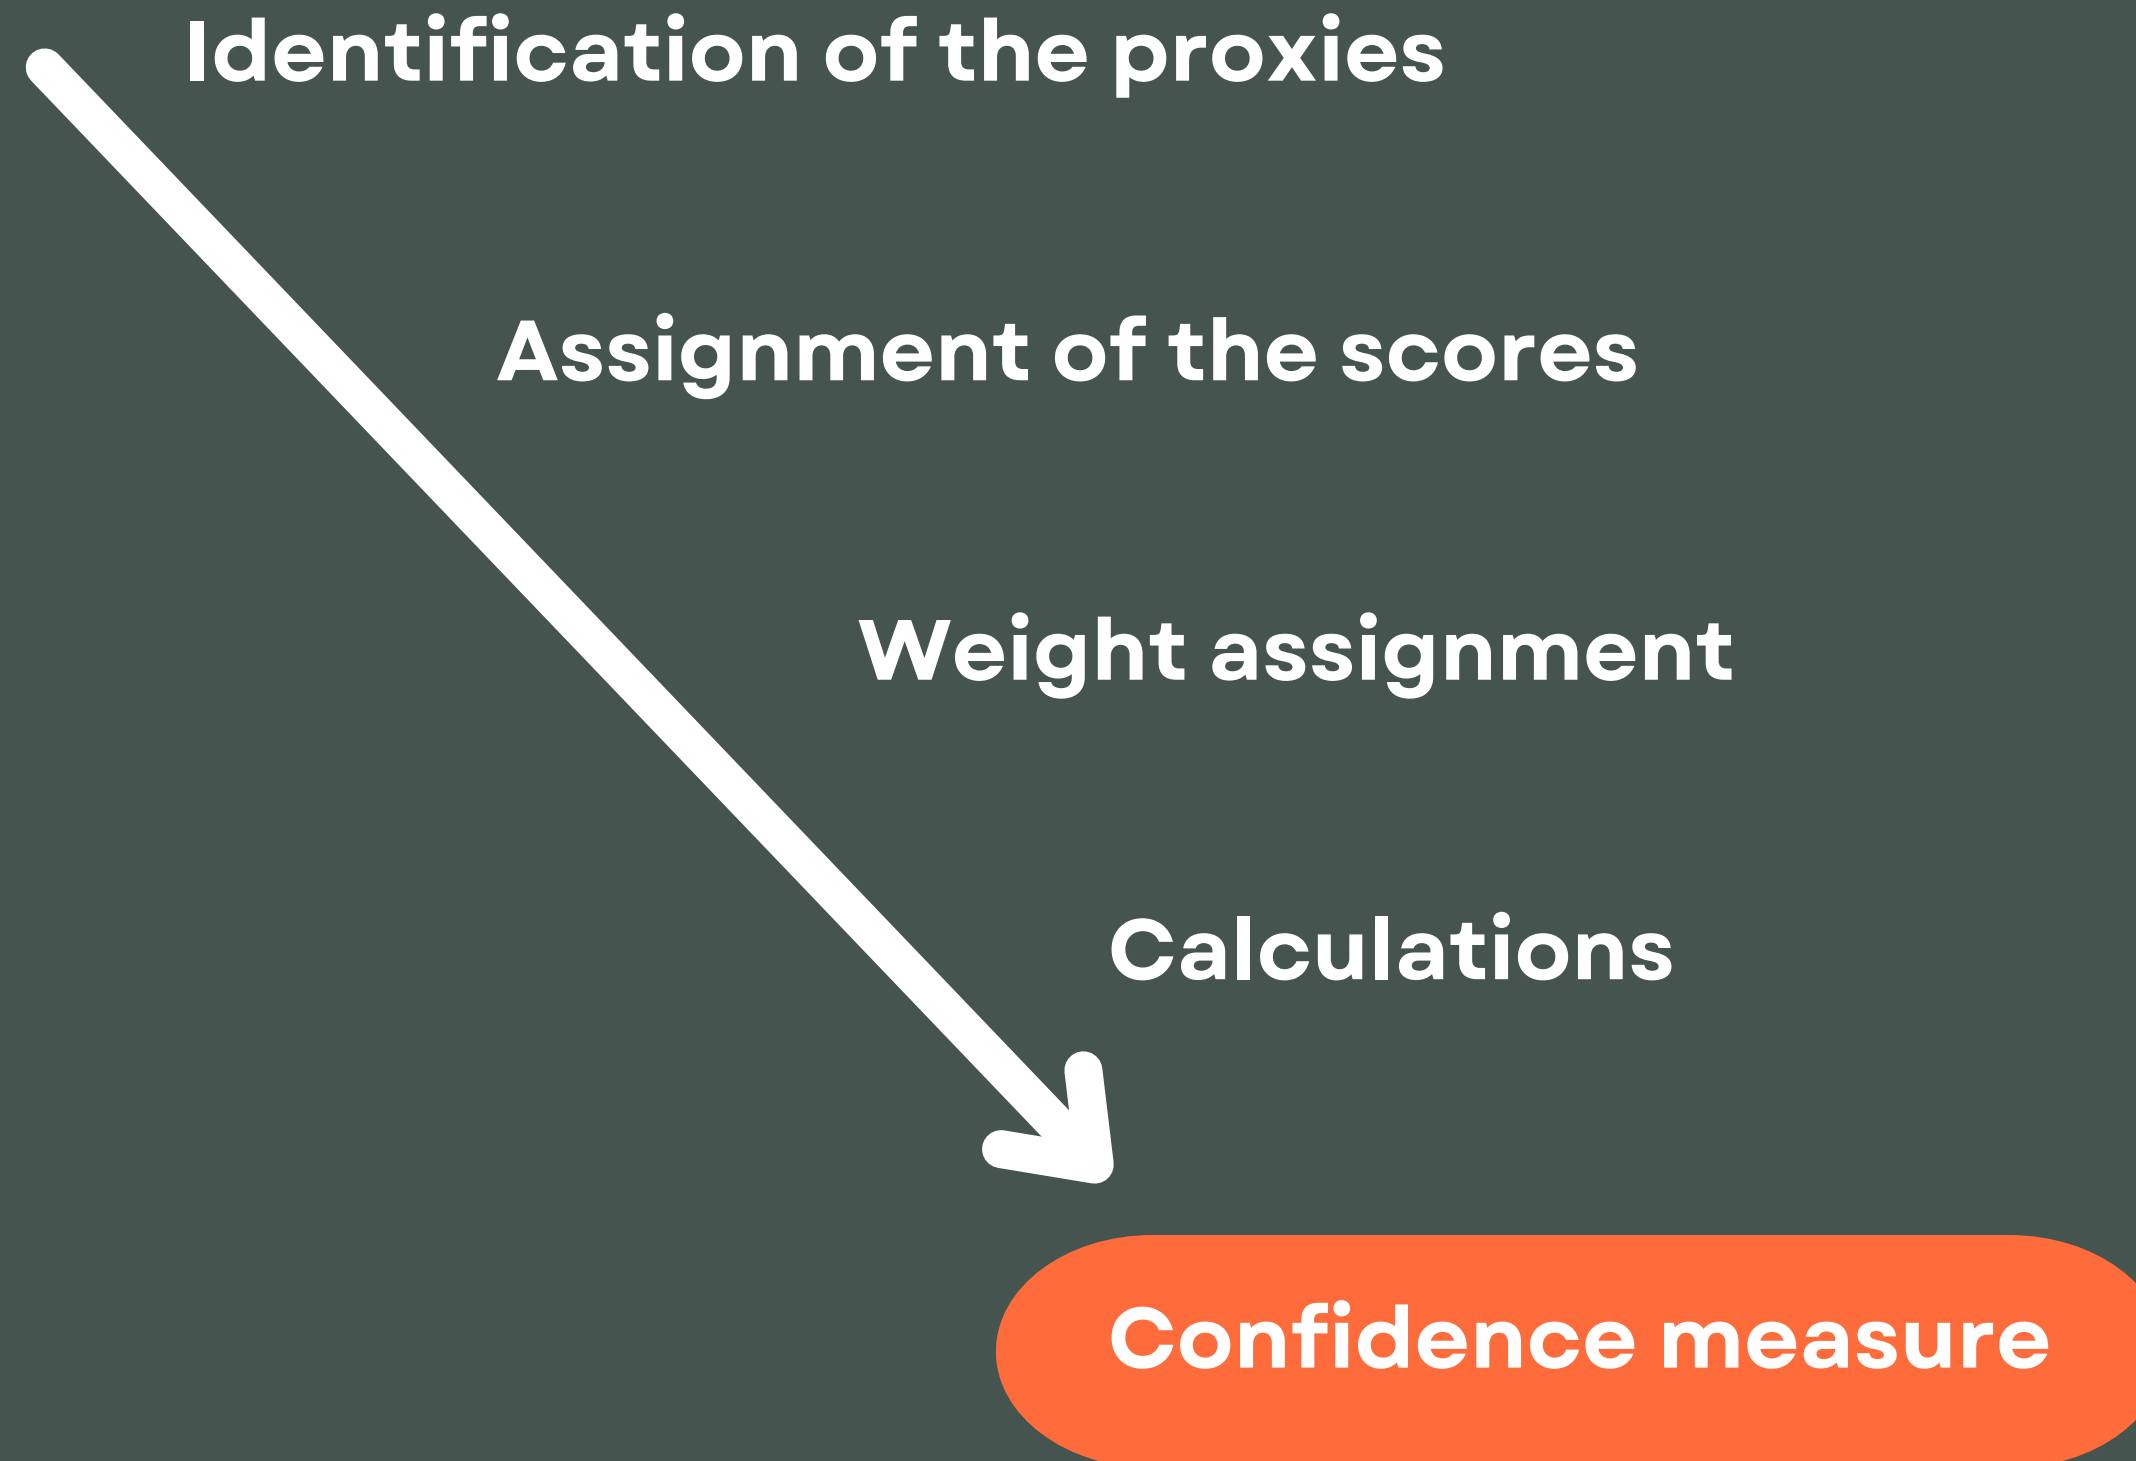 Identification of the proxies
Assignment of the scores
Weight assignment
Calculations
Confidence measure